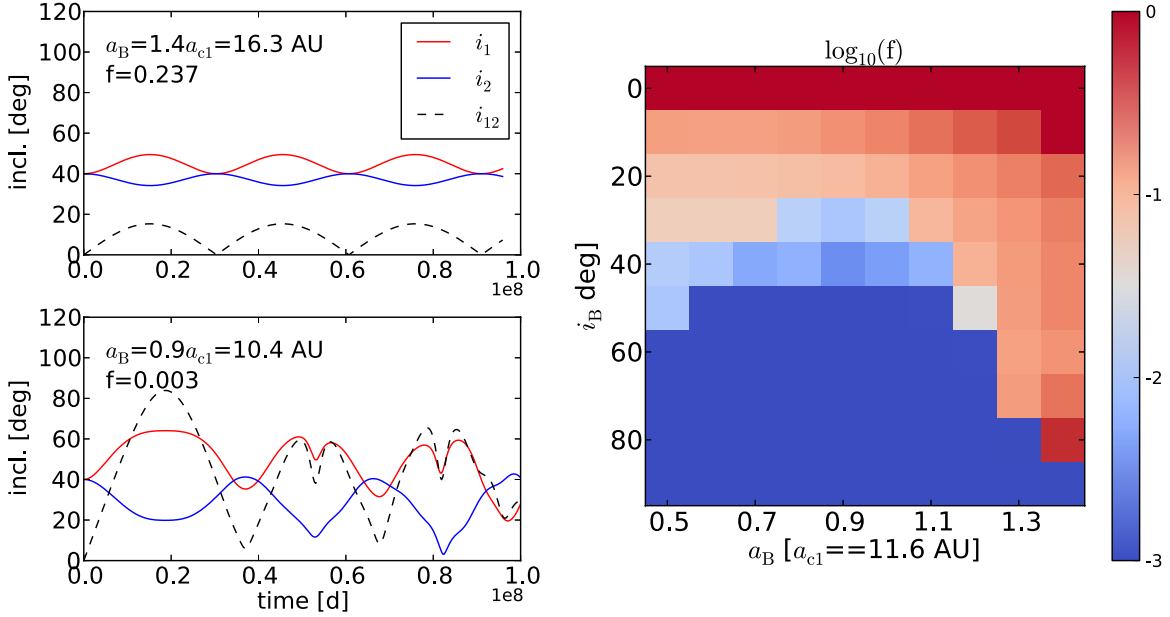 120
100
80
60
40
20
0
incl. [deg]
a_B=1.4a_c1=16.3 AU
f=0.237
i_1
i_2
i_12
0.0 0.2 0.4 0.6 0.8 1.0
1e8
120
100
80
60
40
20
0
incl. [deg]
a_B=0.9a_c1=10.4 AU
f=0.003
0.0 0.2 0.4 0.6 0.8 1.0
time [d]
1e8
log_10(f)
0
20
40
60
80
i_B deg]
0.5 0.7 0.9 1.1 1.3
a_B [a_c1==11.6 AU]
0
-1
-2
-3